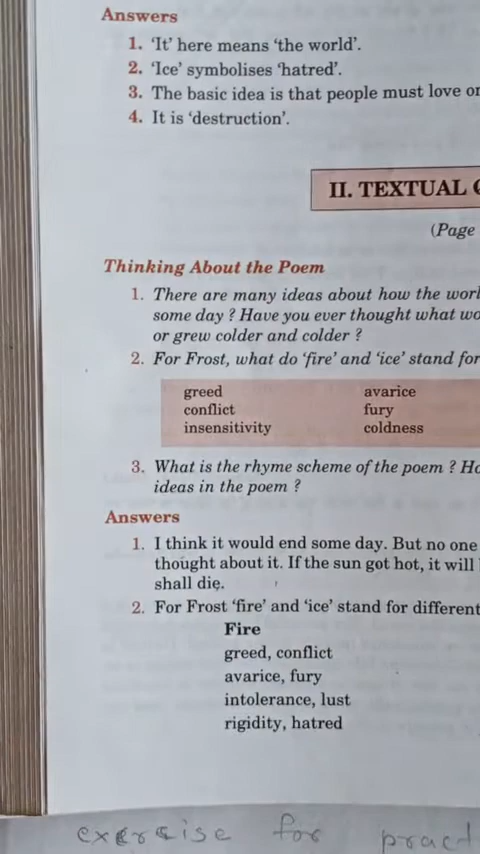 Answers
1. ‘It’ here means ‘the world’.
2. ‘Ice’ symbolises ‘hatred’.
3. The basic idea is that people must love or
4. It is ‘destruction’.
II. TEXTUAL
(Page
Thinking About the Poem
1. There are many ideas about how the
some day ? Have you ever thought what
or grew colder and colder ?
2. For Frost, what do ‘fire’ and ‘ice’ stand for
greed avarice
conflict fury
insensitivity coldness
3. What is the rhyme scheme of the poem ?
ideas in the poem ?
Answers
1. I think it would end some day. But no one
thought about it. If the sun got hot, it will
shall die.
2. For Frost ‘fire’ and ‘ice’ stand for different
Fire
greed, conflict
avarice, fury
intolerance, lust
rigidity, hatred
exercise for